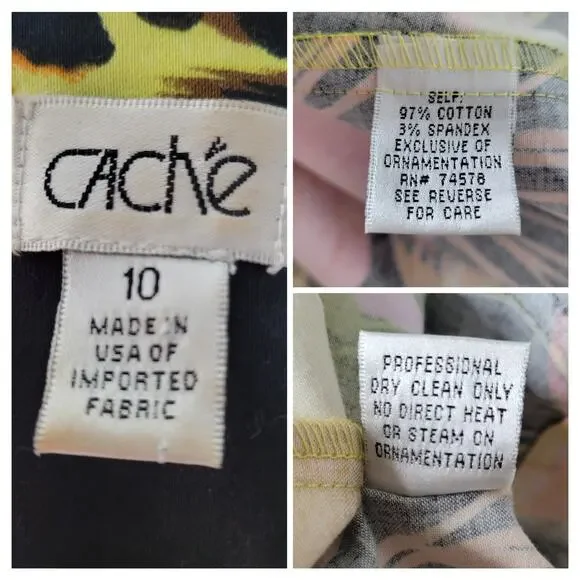 caché
10
MADE IN
USA OF
IMPORTED
FABRIC
SELF:
97% COTTON
3% SPANDEX
EXCLUSIVE OF
ORNAMENTATION
RN# 74578
SEE REVERSE
FOR CARE
PROFESSIONAL
DRY CLEAN ONLY
NO DIRECT HEAT
OR STEAM ON
ORNAMENTATION